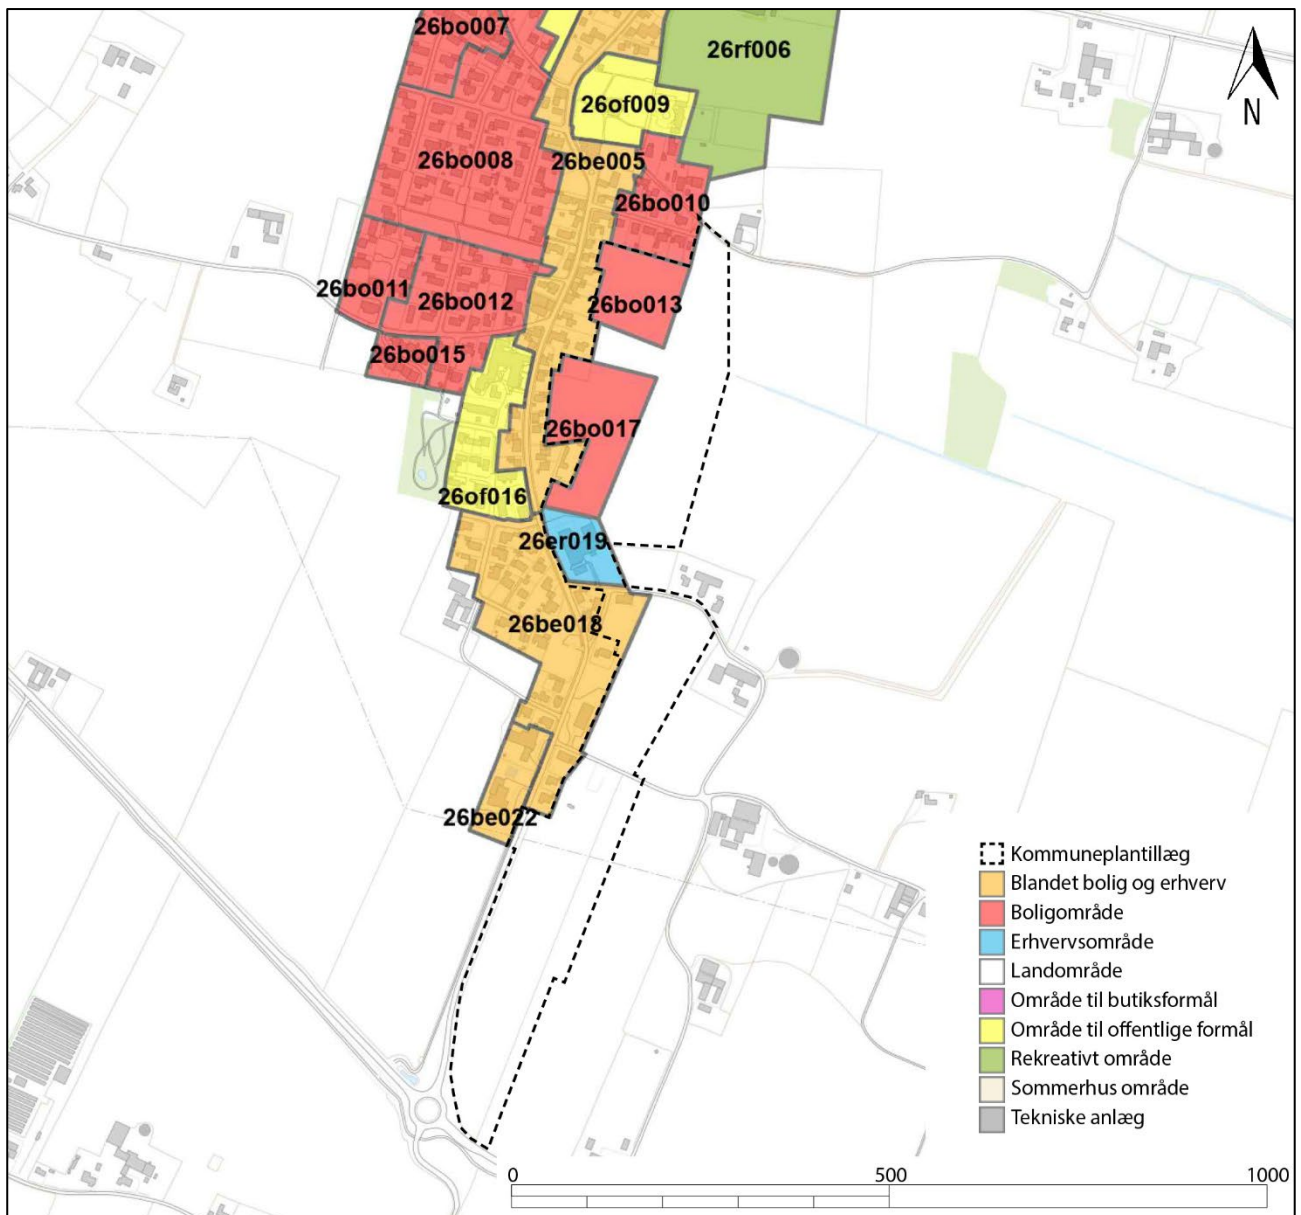 26bo007
26rf006
26of009
N
26bo008
26be005
26bo010
26bo011
26bo012
26bo013
26bo015
26bo017
26of016
26er019
26be018
26be022
Kommuneplantillæg
Blandet bolig og erhverv
Boligområde
Erhvervsområde
Landområde
Område til butiksformål
Område til offentlige formål
Rekreativt område
Sommerhus område
Tekniske anlæg
0 500 1000